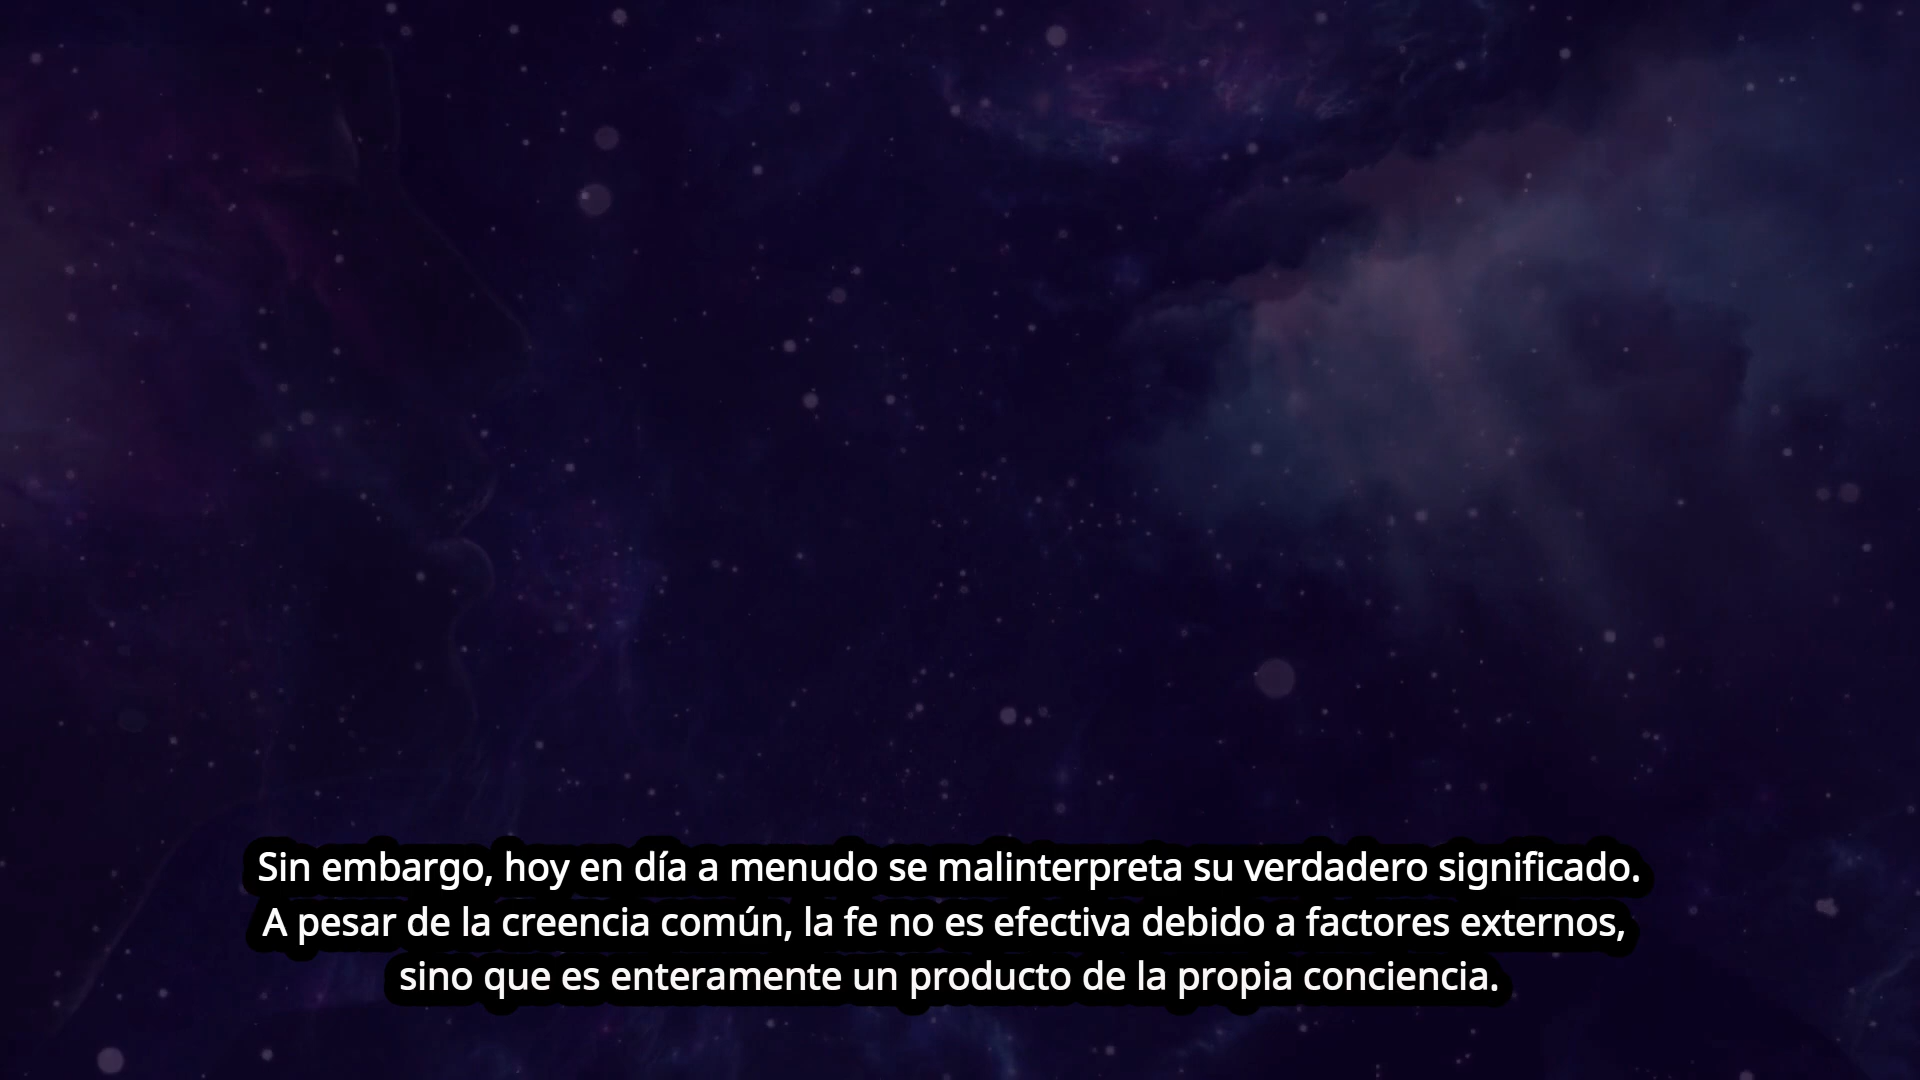 Sin embargo, hoy en día a menudo se malinterpreta su verdadero significado.
A pesar de la creencia común, la fe no es efectiva debido a factores externos,
sino que es enteramente un producto de la propia conciencia.